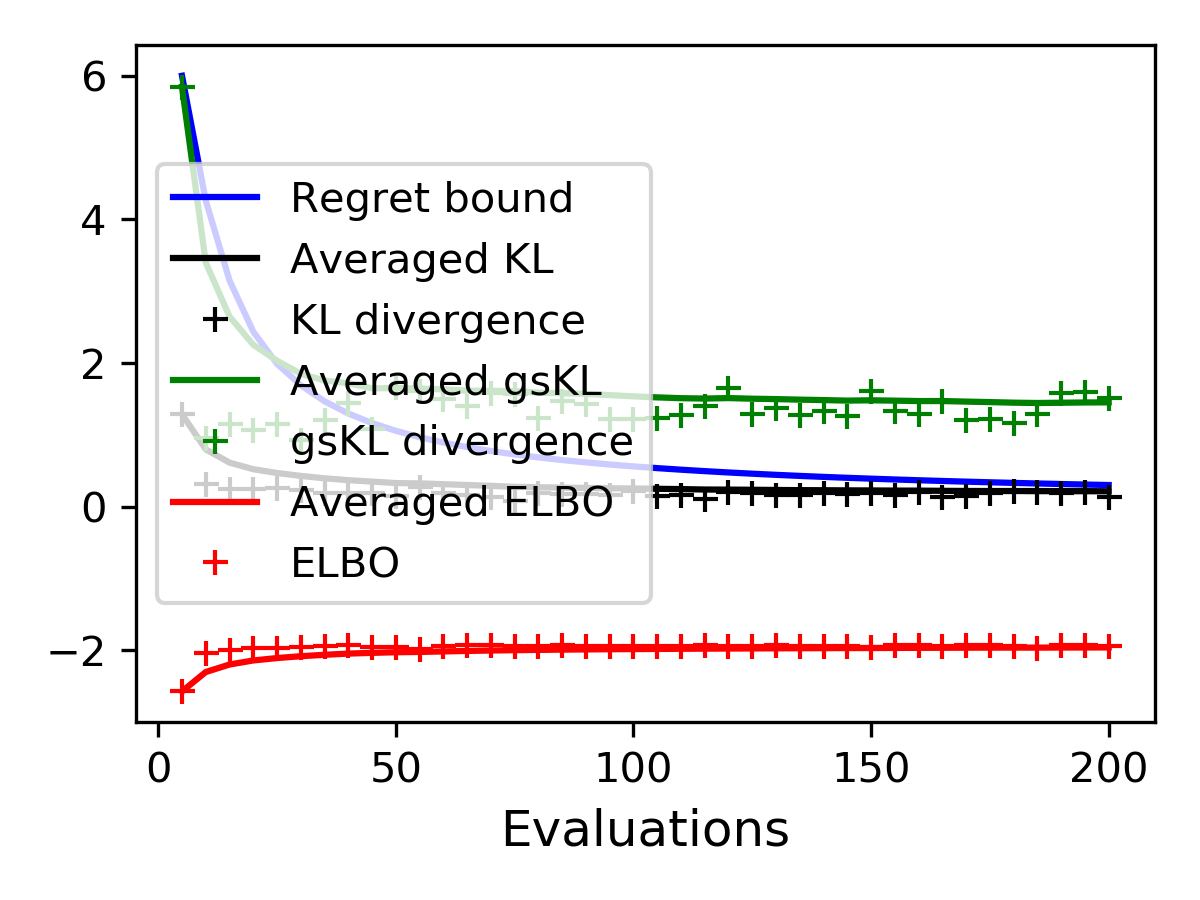 6
4
2
0
−2
Regret bound
Averaged KL
KL divergence
Averaged gsKL
gsKL divergence
Averaged ELBO
ELBO
0 50 100 150 200
Evaluations